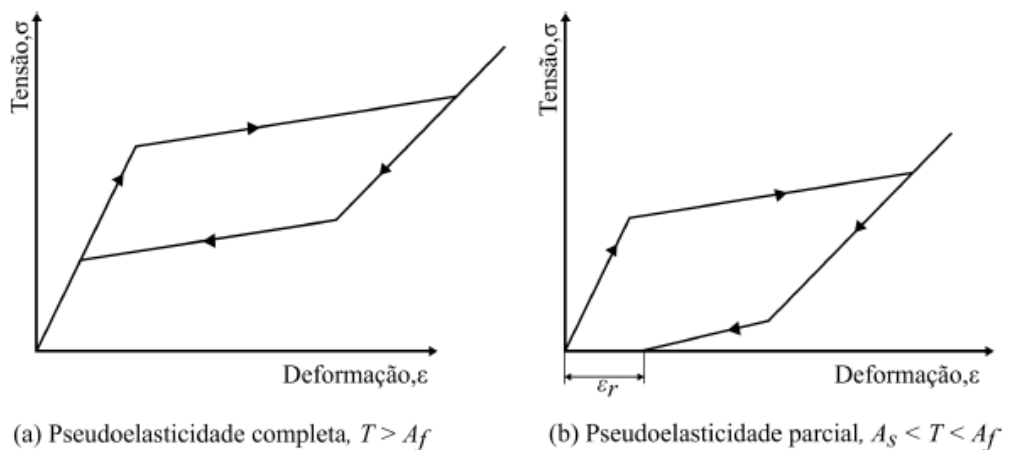 Tensão,σ
Deformação,ε
(a) Pseudoelasticidade completa, T > Af
Tensão,σ
εr
Deformação,ε
(b) Pseudoelasticidade parcial, As < T < Af